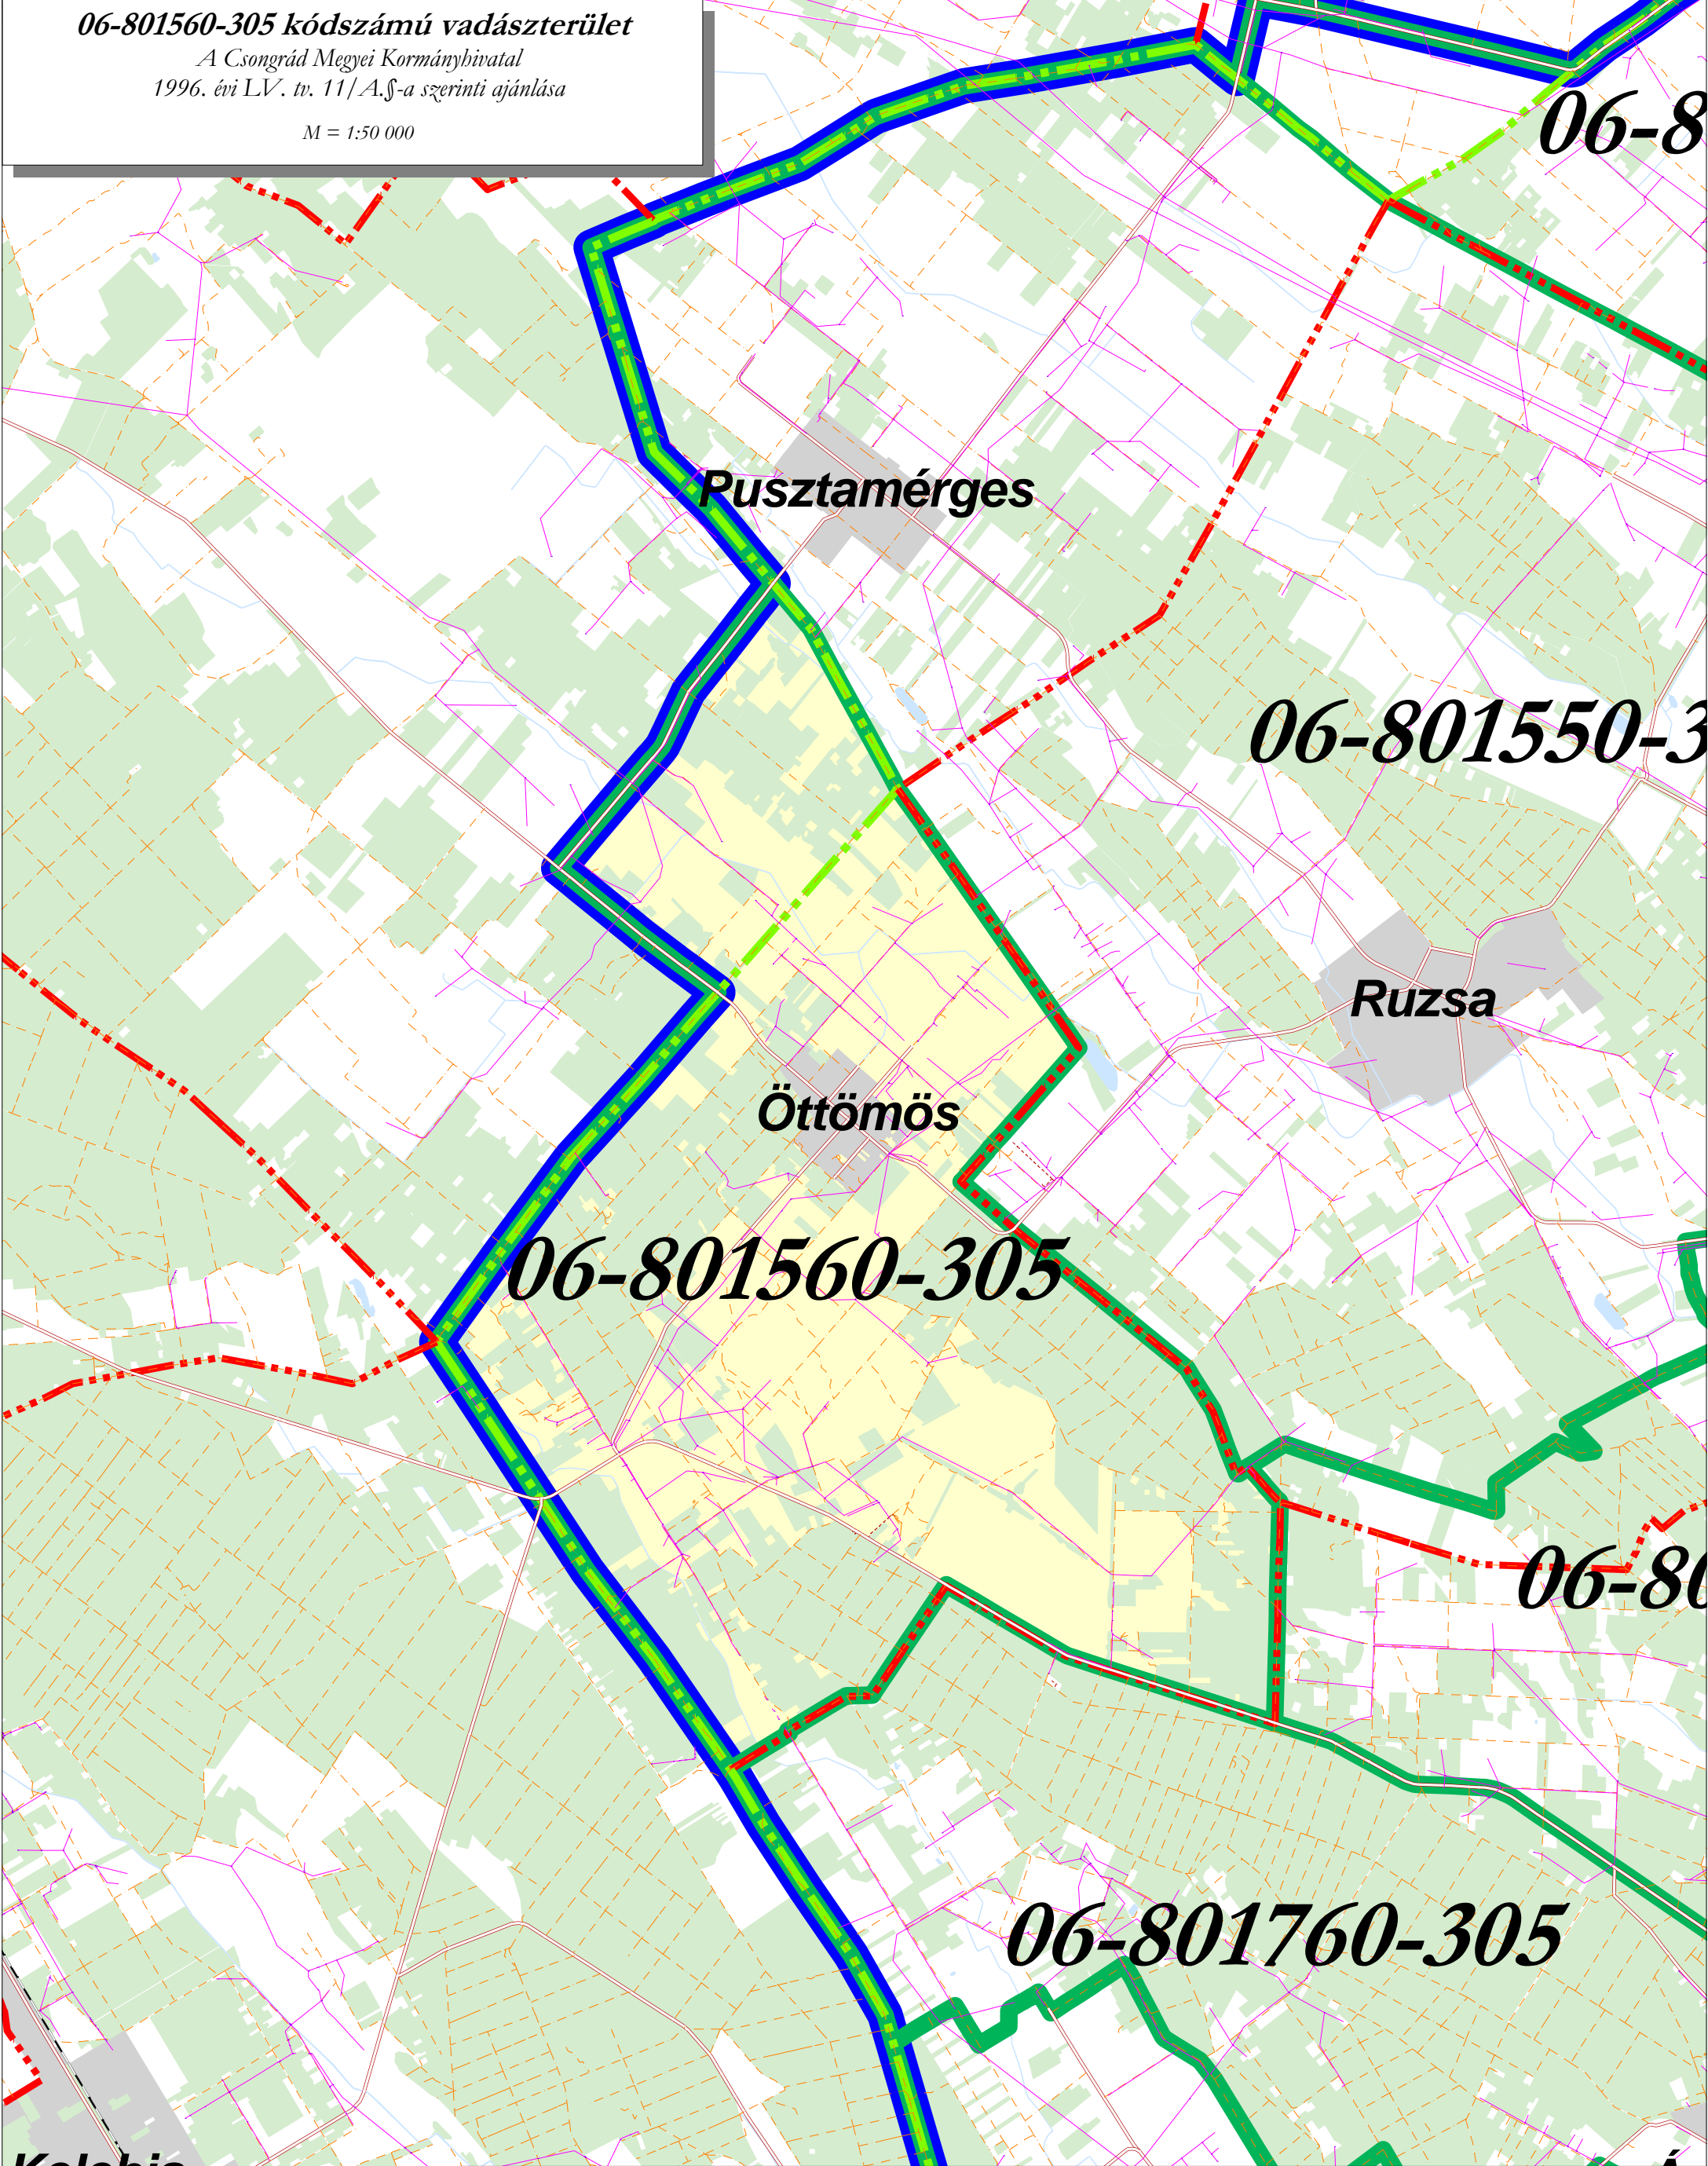 06-801560-305 kódszámú vadászterület
A Csongrád Megyei Kormányhivatal
1996. évi LV. tv. 11/A.§-a szerinti ajánlása
M = 1:50 000
06-8
Pusztamérges
06-801550-3
Ruzsa
Öttömös
06-801560-305
06-80
06-801760-305